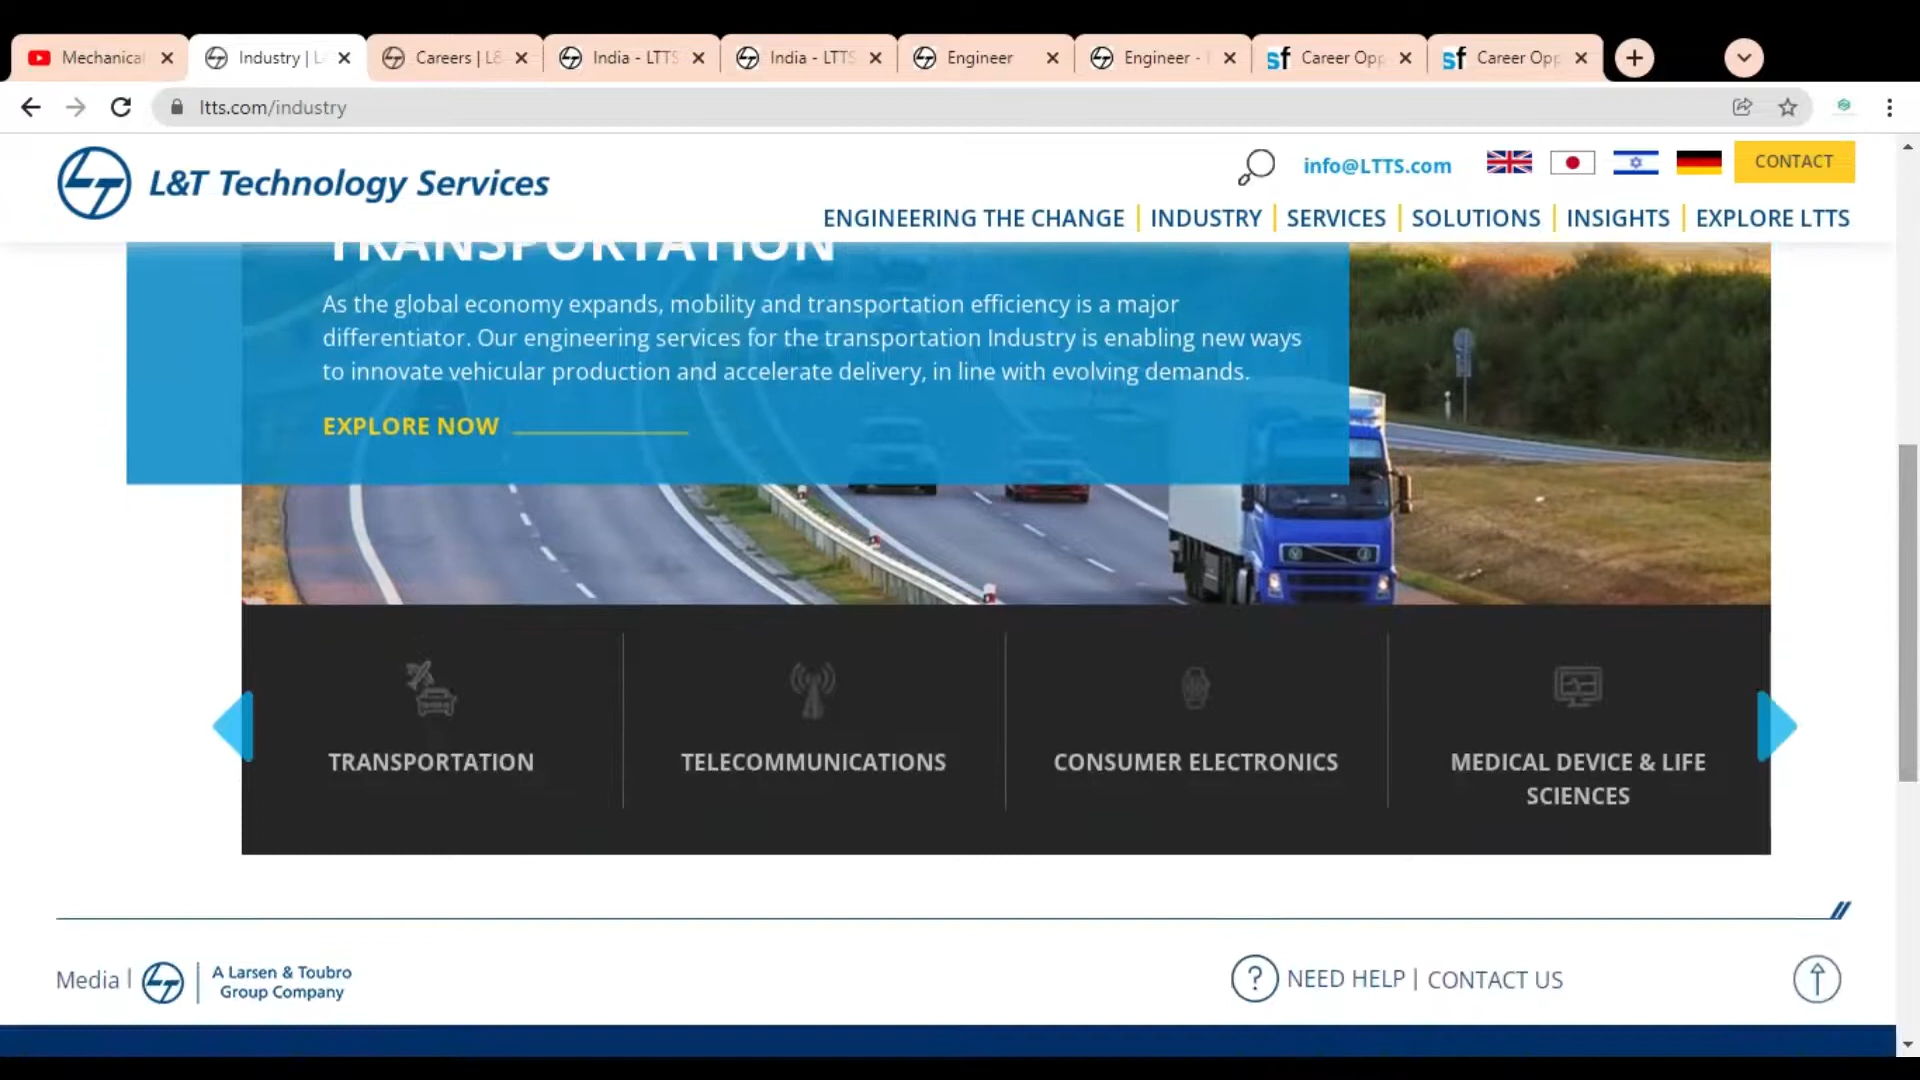 Mechanical
Industry | L
Careers | L&
India - LTTS
India - LTTS
Engineer
Engineer -
sf Career Opp
sf Career Opp
ltts.com/industry
L&T Technology Services
info@LTTS.com
CONTACT
ENGINEERING THE CHANGE | INDUSTRY | SERVICES | SOLUTIONS | INSIGHTS | EXPLORE LTTS
TRANSPORTATION
As the global economy expands, mobility and transportation efficiency is a major
differentiator. Our engineering services for the transportation Industry is enabling new ways
to innovate vehicular production and accelerate delivery, in line with evolving demands.
EXPLORE NOW
TRANSPORTATION
TELECOMMUNICATIONS
CONSUMER ELECTRONICS
MEDICAL DEVICE & LIFE
SCIENCES
Media |
A Larsen & Toubro
Group Company
? NEED HELP | CONTACT US